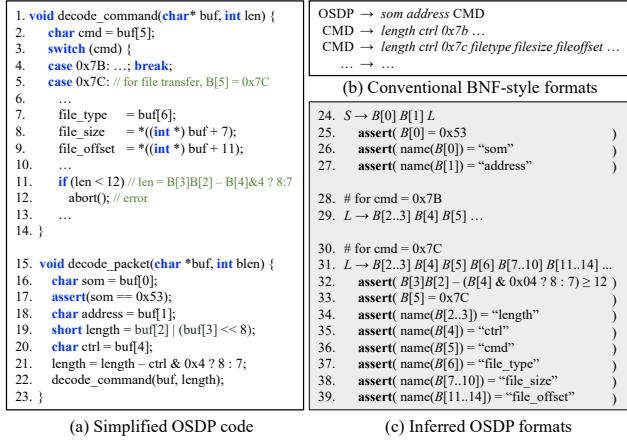 1. void decode_command(char* buf, int len) {
2. char cmd = buf[5];
3. switch (cmd) {
4. case 0x7B: …; break;
5. case 0x7C: // for file transfer, B[5] = 0x7C
6. …
7. file_type = buf[6];
8. file_size = *((int *) buf + 7);
9. file_offset = *((int *) buf + 11);
10. …
11. if (len < 12) // len = B[3]B[2] – B[4]&4 ? 8:7
12. abort(); // error
13. …
14. }
15. void decode_packet(char *buf, int blen) {
16. char som = buf[0];
17. assert(som == 0x53);
18. char address = buf[1];
19. short length = buf[2] | (buf[3] << 8);
20. char ctrl = buf[4];
21. length = length – ctrl & 0x4 ? 8 : 7;
22. decode_command(buf, length);
23. }
(a) Simplified OSDP code
OSDP → som address CMD
CMD → length ctrl 0x7b …
CMD → length ctrl 0x7c filetype filesize fileoffset …
… → …
(b) Conventional BNF-style formats
24. S → B[0] B[1] L
25. assert( B[0] = 0x53 )
26. assert( name(B[0]) = “som” )
27. assert( name(B[1]) = “address” )
28. # for cmd = 0x7B
29. L → B[2..3] B[4] B[5] …
30. # for cmd = 0x7C
31. L → B[2..3] B[4] B[5] B[6] B[7..10] B[11..14] ...
32. assert( B[3]B[2] – (B[4] & 0x04 ? 8 : 7) ≥ 12 )
33. assert( B[5] = 0x7C )
34. assert( name(B[2..3]) = “length” )
35. assert( name(B[4]) = “ctrl” )
36. assert( name(B[5]) = “cmd” )
37. assert( name(B[6]) = “file_type” )
38. assert( name(B[7..10]) = “file_size” )
39. assert( name(B[11..14]) = “file_offset” )
(c) Inferred OSDP formats